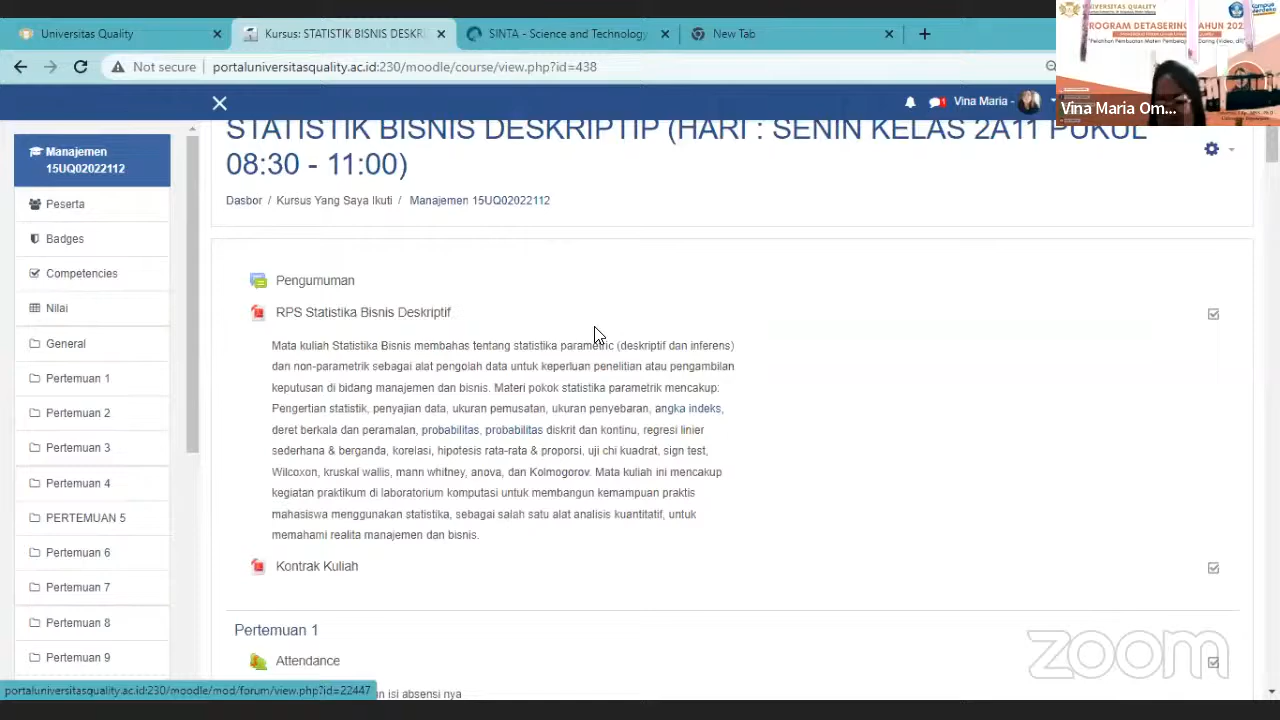 Universitas Quality
Kursus: STATISTIK BISNIS DESKRI
SINTA - Science and Technology
New Tab
Not secure
portaluniversitasquality.ac.id:230/moodle/course/view.php?id=438
UNIVERSITAS QUALITY
PROGRAM DETASERING TAHUN 202
Vina Maria Om...
Vina Maria -
STATISTIK BISNIS DESKRIPTIP (HARI : SENIN KELAS 2A11 PUKUL
08:30 - 11:00)
Dasbor / Kursus Yang Saya Ikuti / Manajemen 15UQ02022112
Manajemen
15UQ02022112
Peserta
Badges
Competencies
Nilai
General
Pertemuan 1
Pertemuan 2
Pertemuan 3
Pertemuan 4
PERTEMUAN 5
Pertemuan 6
Pertemuan 7
Pertemuan 8
Pertemuan 9
Pengumuman
RPS Statistika Bisnis Deskriptif
Mata kuliah Statistika Bisnis membahas tentang statistika parametric (deskriptif dan inferens)
dan non-parametrik sebagai alat pengolah data untuk keperluan penelitian atau pengambilan
keputusan di bidang manajemen dan bisnis. Materi pokok statistika parametrik mencakup:
Pengertian statistik, penyajian data, ukuran pemusatan, ukuran penyebaran, angka indeks,
deret berkala dan peramalan, probabilitas, probabilitas diskrit dan kontinu, regresi linier
sederhana & berganda, korelasi, hipotesis rata-rata & proporsi, uji chi kuadrat, sign test,
Wilcoxon, kruskal wallis, mann whitney, anova, dan Kolmogorov. Mata kuliah ini mencakup
kegiatan praktikum di laboratorium komputasi untuk membangun kemampuan praktis
mahasiswa menggunakan statistika, sebagai salah satu alat analisis kuantitatif, untuk
memahami realita manajemen dan bisnis.
Kontrak Kuliah
Pertemuan 1
Attendance
isi absensi nya
portaluniversitasquality.ac.id:230/moodle/mod/forum/view.php?id=22447
zoom